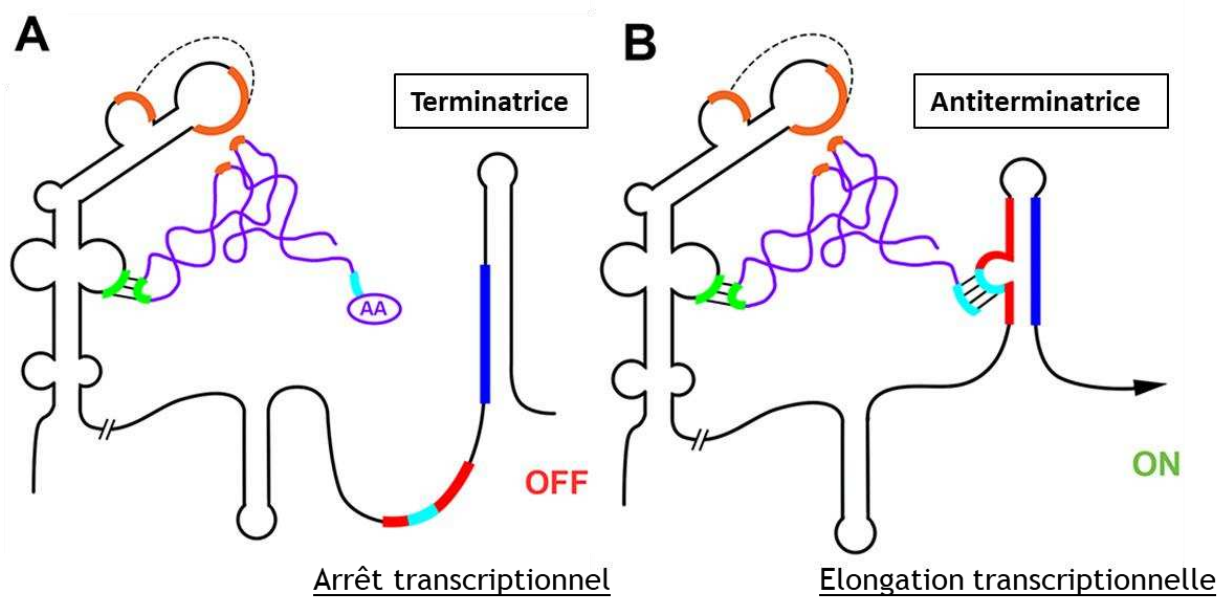 A
Terminatrice
AA
OFF
Arrêt transcriptionnel
B
Antiterminatrice
ON
Elongation transcriptionnelle